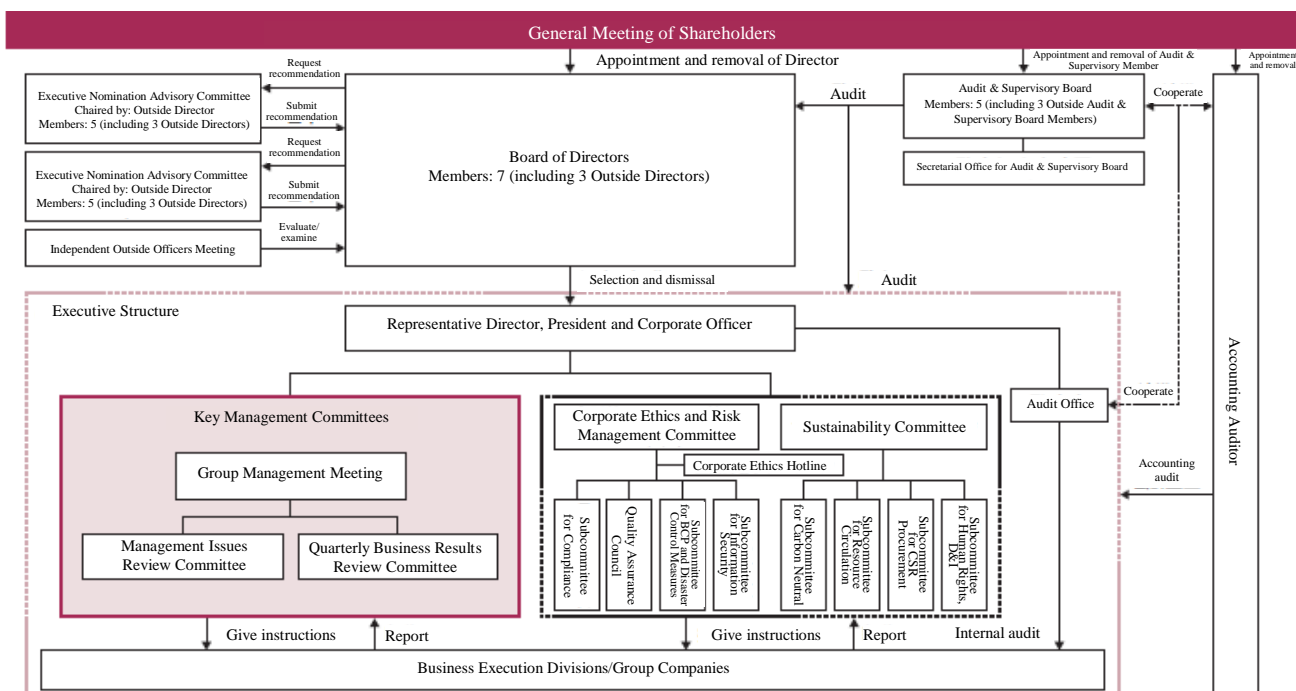 General Meeting of Shareholders
Request
recommendation
Appointment and removal of Director
Appointment and removal of Audit &
Supervisory Member
Appointment
and removal
Executive Nomination Advisory Committee
Chaired by: Outside Director
Members: 5 (including 3 Outside Directors)
Submit
recommendation
Request
recommendation
Executive Nomination Advisory Committee
Chaired by: Outside Director
Members: 5 (including 3 Outside Directors)
Submit
recommendation
Evaluate/
examine
Independent Outside Officers Meeting
Board of Directors
Members: 7 (including 3 Outside Directors)
Audit
Audit & Supervisory Board
Members: 5 (including 3 Outside Audit &
Supervisory Board Members)
Cooperate
Secretarial Office for Audit & Supervisory Board
Selection and dismissal
Audit
Executive Structure
Representative Director, President and Corporate Officer
Accounting Auditor
Key Management Committees
Group Management Meeting
Management Issues
Review Committee
Quarterly Business Results
Review Committee
Corporate Ethics and Risk
Management Committee
Sustainability Committee
Corporate Ethics Hotline
Subcommittee
for Compliance
Quality Assurance
Council
Subcommittee
for BCP and Disaster
Control Measures
Subcommittee
for Information
Security
Subcommittee
for Carbon Neutral
Subcommittee
for Resource
Circulation
Subcommittee
for CSR
Procurement
Subcommittee
for Human Rights,
D&I
Audit Office
Cooperate
Accounting
audit
Give instructions
Report
Give instructions
Report
Internal audit
Business Execution Divisions/Group Companies